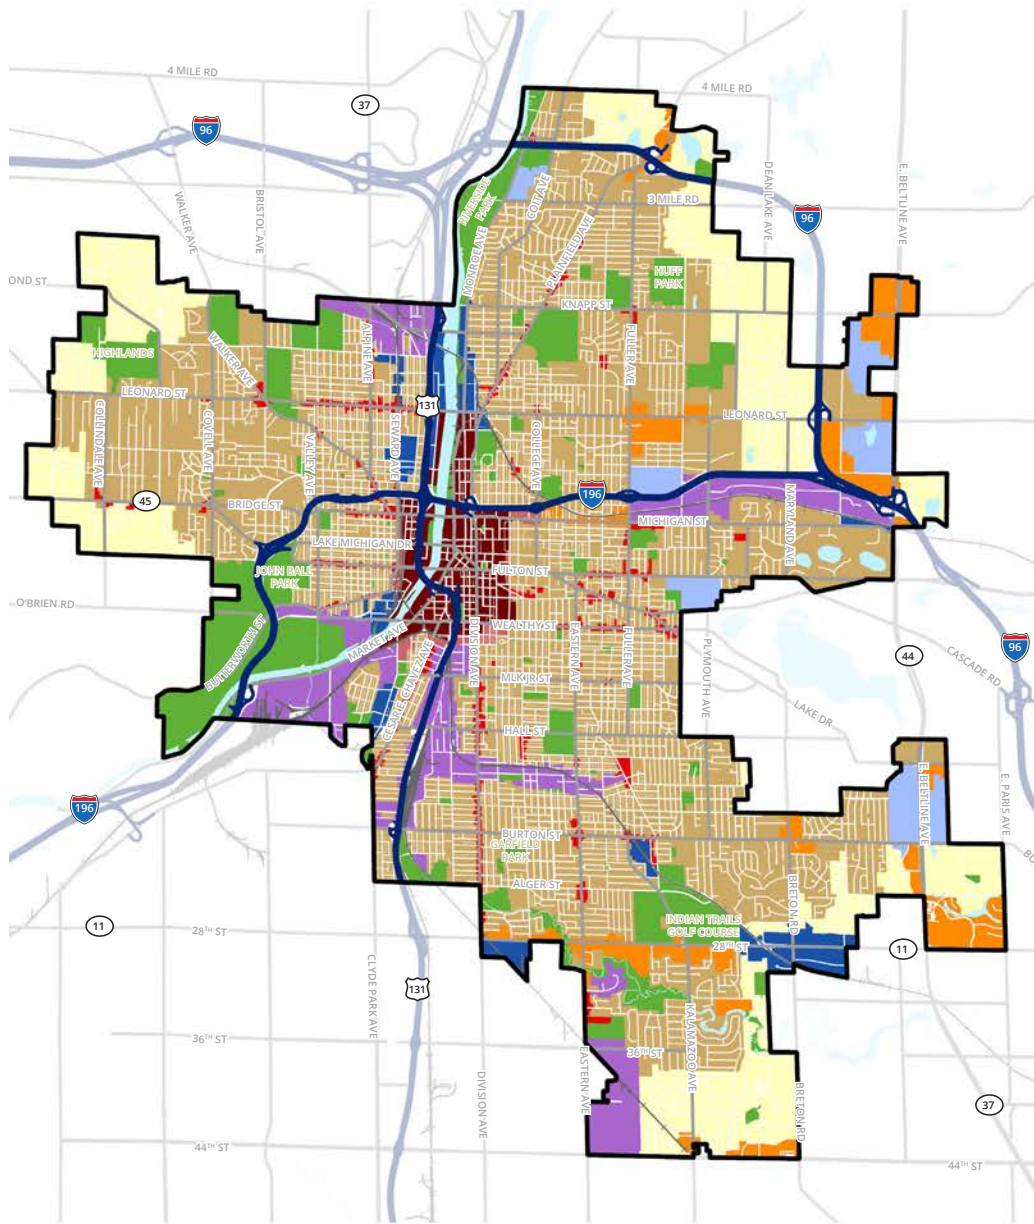 4 MILE RD
37
96
4 MILE RD
DEAN LAKE AVE
E. BELTLINE AVE
WALKER AVE
BRISTOL AVE
RIVERSIDE
PARK
COIT AVE
3 MILE RD
96
MONROE AVE
PLAINFIELD AVE
HUFF
PARK
OND ST
KNAPP ST
HIGHLANDS
WALKER AVE
ALPINE AVE
FULLER AVE
LEONARD ST
131
LEONARD ST
COLLINDALE AVE
COVELL AVE
VALLEY AVE
SEWARD AVE
COLLEGE AVE
45
BRIDGE ST
196
MARYLAND AVE
MICHIGAN ST
LAKE MICHIGAN DR
JOHN BALL
PARK
FULTON ST
O'BRIEN RD
BUTTERWORTH ST
MARKET AVE
DIVISION AVE
WEALTHY ST
EASTERN AVE
FULLER AVE
PLYMOUTH AVE
44
CASCADE RD
96
CESAR E. CHAVEZ AVE
MLK JR ST
LAKE DR
HALL ST
196
E. BELTLINE AVE
E. PARIS AVE
BURTON ST
BU
GARFIELD
PARK
ALGER ST
BRETON RD
11
28TH ST
INDIAN TRAILS
GOLF COURSE
28TH ST
11
CLYDE PARK AVE
131
36TH ST
KALAMAZOO AVE
36TH ST
DIVISION AVE
EASTERN AVE
BRETON RD
37
44TH ST
44TH ST